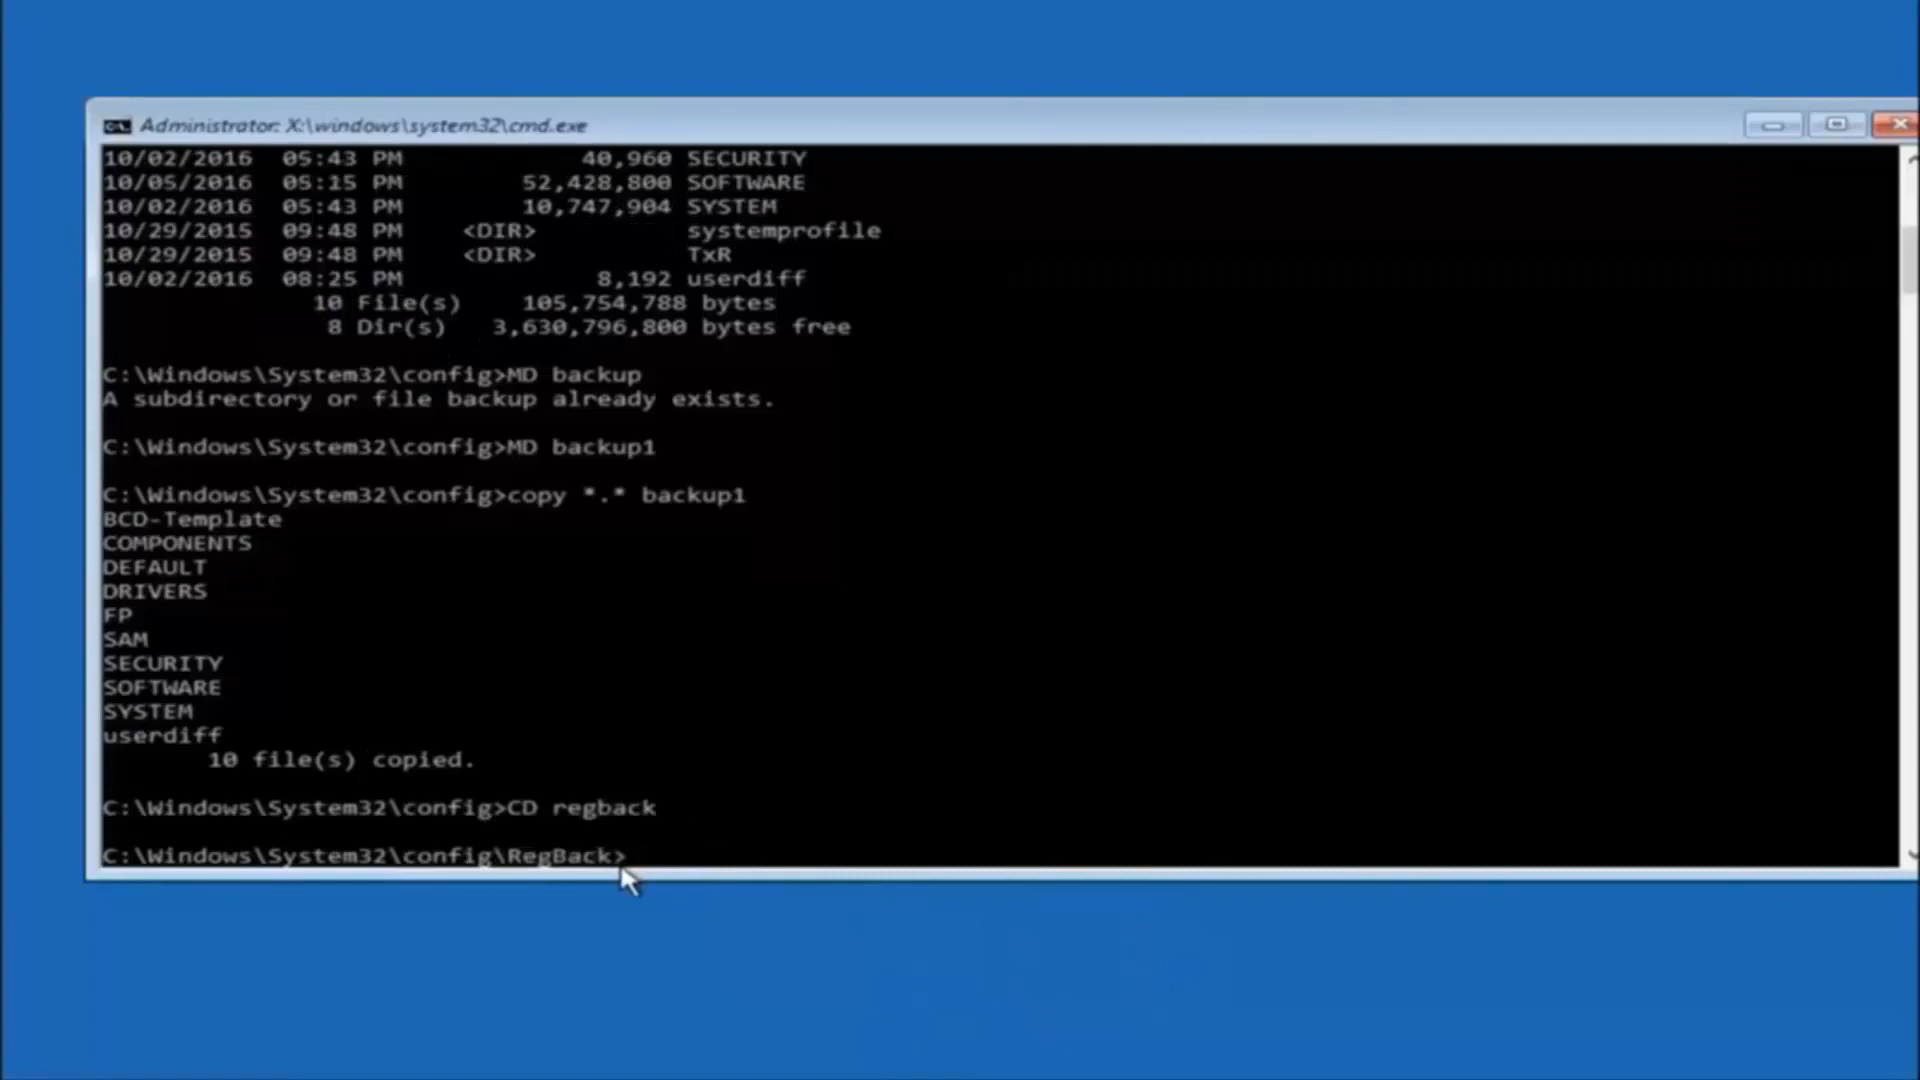 Administrator: X:\windows\system32\cmd.exe
10/02/2016 05:43 PM 40,960 SECURITY
10/05/2016 05:15 PM 52,428,800 SOFTWARE
10/02/2016 05:43 PM 10,747,904 SYSTEM
10/29/2015 09:48 PM <DIR> systemprofile
10/29/2015 09:48 PM <DIR> TxR
10/02/2016 08:25 PM 8,192 userdiff
10 File(s) 105,754,788 bytes
8 Dir(s) 3,630,796,800 bytes free
C:\Windows\System32\config>MD backup
A subdirectory or file backup already exists.
C:\Windows\System32\config>MD backup1
C:\Windows\System32\config>copy *.* backup1
BCD-Template
COMPONENTS
DEFAULT
DRIVERS
FP
SAM
SECURITY
SOFTWARE
SYSTEM
userdiff
10 file(s) copied.
C:\Windows\System32\config>CD regback
C:\Windows\System32\config\RegBack>